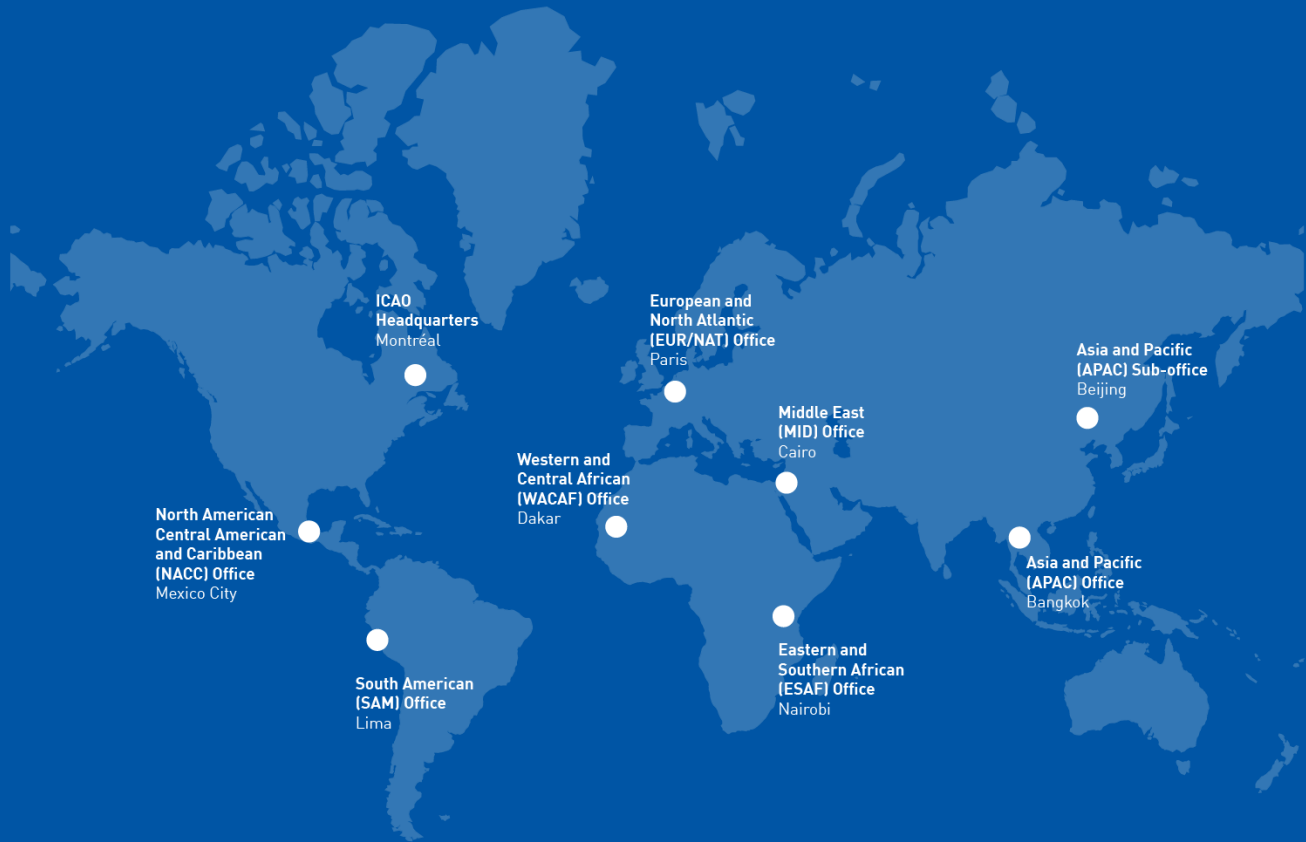 ICAO
Headquarters
Montréal
European and
North Atlantic
(EUR/NAT) Office
Paris
Asia and Pacific
(APAC) Sub-office
Beijing
Middle East
(MID) Office
Cairo
Western and
Central African
(WACAF) Office
Dakar
North American
Central American
and Caribbean
(NACC) Office
Mexico City
Asia and Pacific
(APAC) Office
Bangkok
Eastern and
Southern African
(ESAF) Office
Nairobi
South American
(SAM) Office
Lima